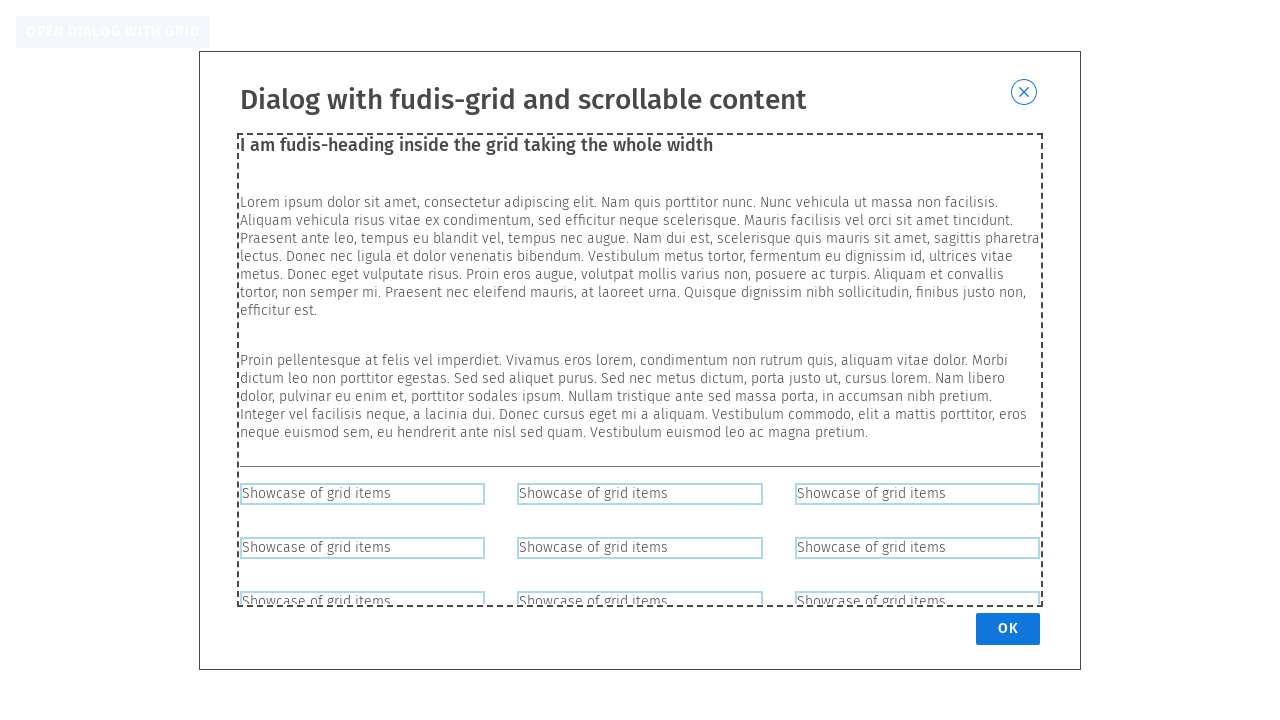 OPEN DIALOG WITH GRID
Dialog with fudis-grid and scrollable content
I am fudis-heading inside the grid taking the whole width
Lorem ipsum dolor sit amet, consectetur adipiscing elit. Nam quis porttitor nunc. Nunc vehicula ut massa non facilisis.
Aliquam vehicula risus vitae ex condimentum, sed efficitur neque scelerisque. Mauris facilisis vel orci sit amet tincidunt.
Praesent ante leo, tempus eu blandit vel, tempus nec augue. Nam dui est, scelerisque quis mauris sit amet, sagittis pharetra
lectus. Donec nec ligula et dolor venenatis bibendum. Vestibulum metus tortor, fermentum eu dignissim id, ultrices vitae
metus. Donec eget vulputate risus. Proin eros augue, volutpat mollis varius non, posuere ac turpis. Aliquam et convallis
tortor, non semper mi. Praesent nec eleifend mauris, at laoreet urna. Quisque dignissim nibh sollicitudin, finibus justo non,
efficitur est.
Proin pellentesque at felis vel imperdiet. Vivamus eros lorem, condimentum non rutrum quis, aliquam vitae dolor. Morbi
dictum leo non porttitor egestas. Sed sed aliquet purus. Sed nec metus dictum, porta justo ut, cursus lorem. Nam libero
dolor, pulvinar eu enim et, porttitor sodales ipsum. Nullam tristique ante sed massa porta, in accumsan nibh pretium.
Integer vel facilisis neque, a lacinia dui. Donec cursus eget mi a aliquam. Vestibulum commodo, elit a mattis porttitor, eros
neque euismod sem, eu hendrerit ante nisl sed quam. Vestibulum euismod leo ac magna pretium.
Showcase of grid items Showcase of grid items Showcase of grid items
Showcase of grid items Showcase of grid items Showcase of grid items
Showcase of grid items Showcase of grid items Showcase of grid items
OK